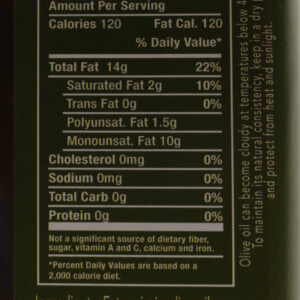 Amount Per Serving
Calories 120 Fat Cal. 120
% Daily Value*
Total Fat 14g 22%
Saturated Fat 2g 10%
Trans Fat 0g 0%
Polyunsat. Fat 1.5g
Monounsat. Fat 10g
Cholesterol 0mg 0%
Sodium 0mg 0%
Total Carb 0g 0%
Protein 0g 0%
Not a significant source of dietary fiber,
sugar, vitamin A and C, calcium and iron.
*Percent Daily Values are based on a
2,000 calorie diet.
Olive oil can become cloudy at temperatures below 4
To maintain its natural consistency, keep in a dry
and protect from heat and sunlight.